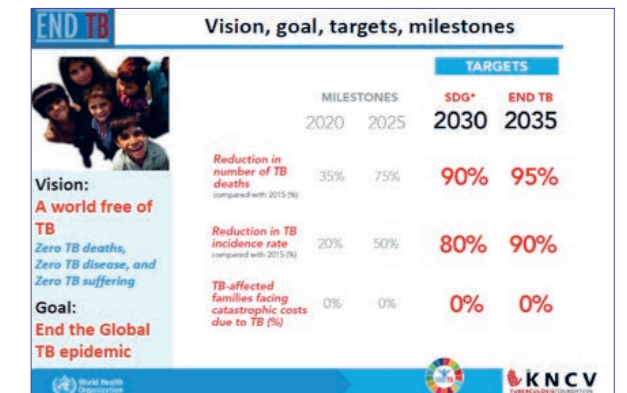 END TB
Vision, goal, targets, milestones
TARGETS
MILESTONES
SDG* END TB
2020 2025 2030 2035
Reduction in
number of TB
deaths
compared with 2015 (%)
35% 75% 90% 95%
Reduction in TB
incidence rate
compared with 2015 (%)
20% 50% 80% 90%
TB-affected
families facing
catastrophic costs
due to TB (%)
0% 0% 0% 0%
Vision:
A world free of
TB
Zero TB deaths,
Zero TB disease, and
Zero TB suffering
Goal:
End the Global
TB epidemic
World Health
Organization
END TB
KNCV
TUBERCULOSIS FOUNDATION